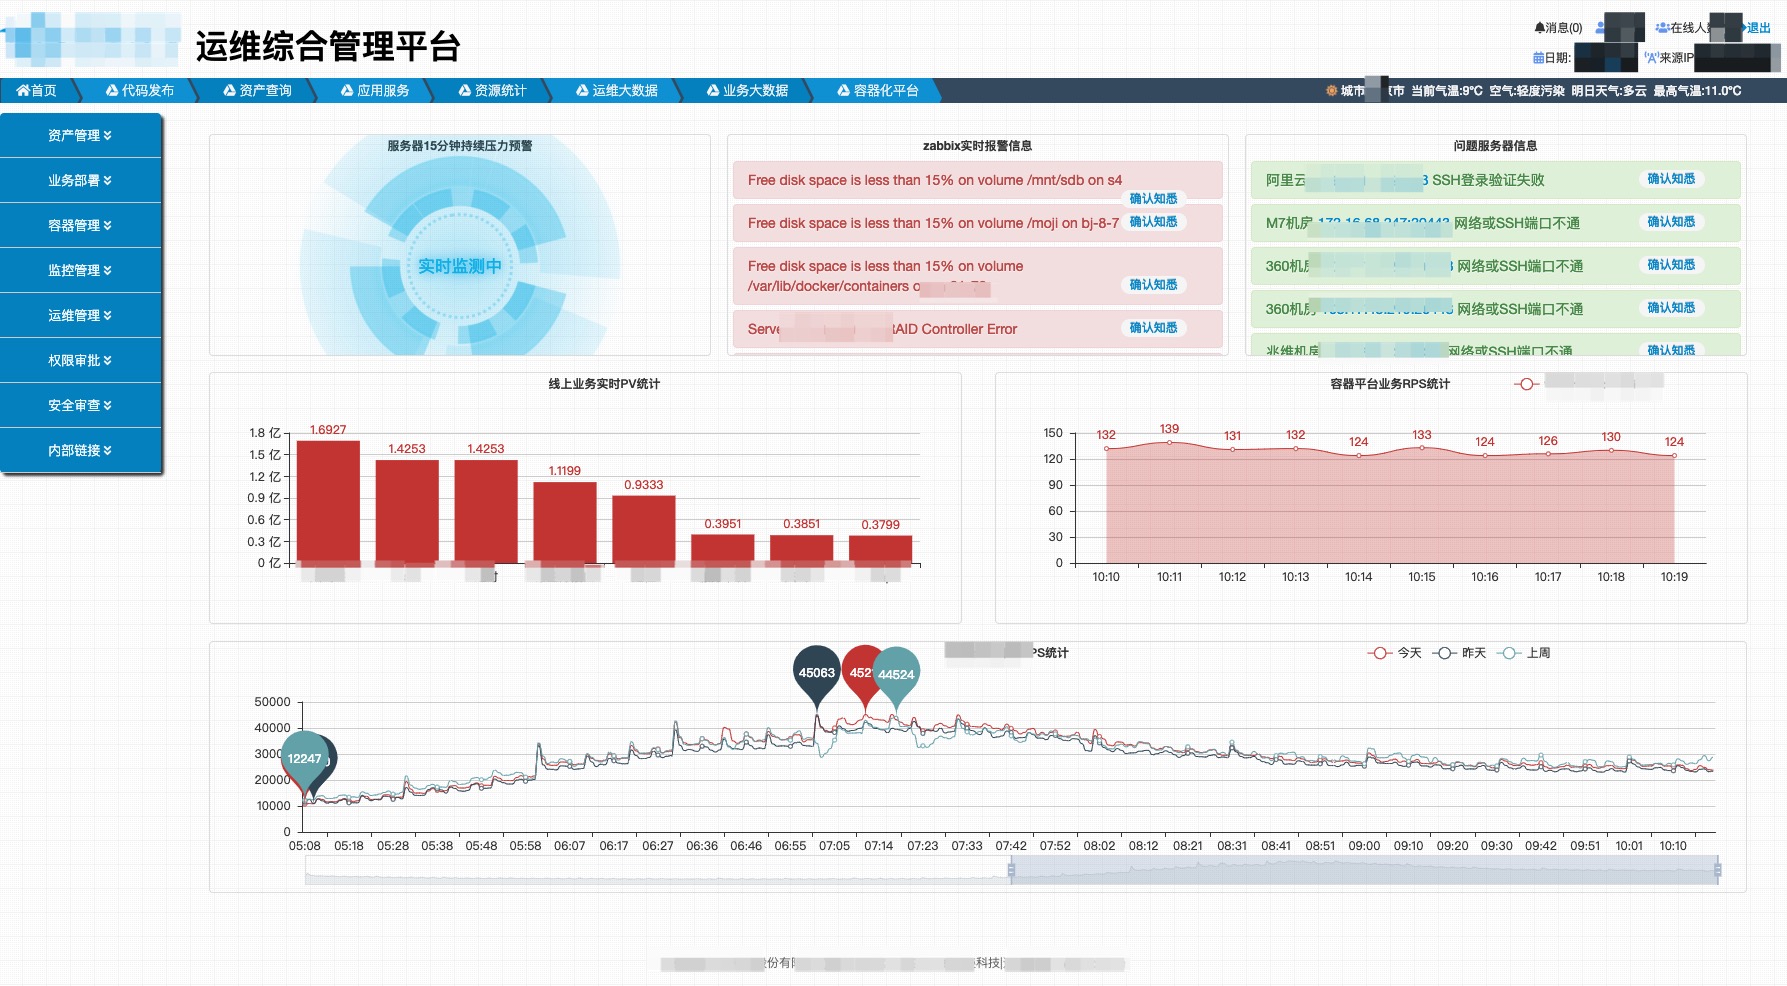 运维综合管理平台
消息(0)
在线人
退出
日期:
来源IP
首页
代码发布
资产查询
应用服务
资源统计
运维大数据
业务大数据
容器化平台
城市 市 当前气温:9℃ 空气:轻度污染 明日天气:多云 最高气温:11.0℃
资产管理
业务部署
容器管理
监控管理
运维管理
权限审批
安全审查
内部链接
服务器15分钟持续压力预警
实时监测中
zabbix实时报警信息
Free disk space is less than 15% on volume /mnt/sdb on s4
确认知悉
Free disk space is less than 15% on volume /moji on bj-8-7
确认知悉
Free disk space is less than 15% on volume
/var/lib/docker/containers
确认知悉
RAID Controller Error
确认知悉
问题服务器信息
阿里云 SSH登录验证失败
确认知悉
M7机房 网络或SSH端口不通
确认知悉
360机房 网络或SSH端口不通
确认知悉
360机房 网络或SSH端口不通
确认知悉
兆维机房 网络或SSH端口不通
确认知悉
线上业务实时PV统计
1.8 亿
1.5 亿
1.2 亿
0.9 亿
0.6 亿
0.3 亿
0 亿
1.6927
1.4253
1.4253
1.1199
0.9333
0.3951
0.3851
0.3799
容器平台业务RPS统计
150
120
90
60
30
0
132
139
131
132
124
133
124
126
130
124
10:10 10:11 10:12 10:13 10:14 10:15 10:16 10:17 10:18 10:19
PS统计
今天
昨天
上周
45063
44524
12247
50000
40000
30000
20000
10000
0
05:08 05:18 05:28 05:38 05:48 05:58 06:07 06:17 06:27 06:36 06:46 06:55 07:05 07:14 07:23 07:33 07:42 07:52 08:02 08:12 08:21 08:31 08:41 08:51 09:00 09:10 09:20 09:30 09:42 09:51 10:01 10:10
份有
科技